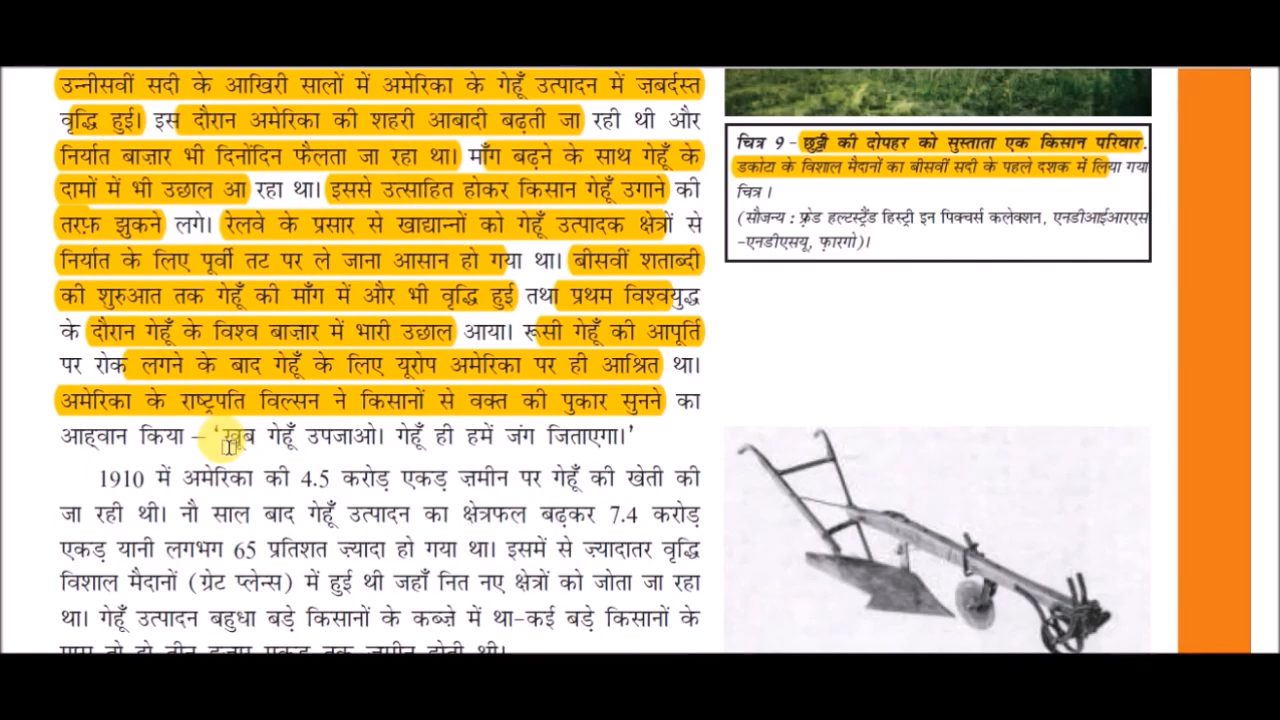 उन्नीसवीं सदी के आखिरी सालों में अमेरिका के गेहूँ उत्पादन में ज़बर्दस्त
वृद्धि हुई। इस दौरान अमेरिका की शहरी आबादी बढ़ती जा रही थी और
निर्यात बाज़ार भी दिनोंदिन फैलता जा रहा था। माँग बढ़ने के साथ गेहूँ के
दामों में भी उछाल आ रहा था। इससे उत्साहित होकर किसान गेहूँ उगाने की
तरफ़ झुकने लगे। रेलवे के प्रसार से खाद्यान्नों को गेहूँ उत्पादक क्षेत्रों से
निर्यात के लिए पूर्वी तट पर ले जाना आसान हो गया था। बीसवीं शताब्दी
की शुरुआत तक गेहूँ की माँग में और भी वृद्धि हुई तथा प्रथम विश्वयुद्ध
के दौरान गेहूँ के विश्व बाज़ार में भारी उछाल आया। रूसी गेहूँ की आपूर्ति
पर रोक लगने के बाद गेहूँ के लिए यूरोप अमेरिका पर ही आश्रित था।
अमेरिका के राष्ट्रपति विल्सन ने किसानों से वक्त की पुकार सुनने का
आह्वान किया – ‘खूब गेहूँ उपजाओ। गेहूँ ही हमें जंग जिताएगा।’
1910 में अमेरिका की 4.5 करोड़ एकड़ ज़मीन पर गेहूँ की खेती की
जा रही थी। नौ साल बाद गेहूँ उत्पादन का क्षेत्रफल बढ़कर 7.4 करोड़
एकड़ यानी लगभग 65 प्रतिशत ज़्यादा हो गया था। इसमें से ज़्यादातर वृद्धि
विशाल मैदानों (ग्रेट प्लेन्स) में हुई थी जहाँ नित नए क्षेत्रों को जोता जा रहा
था। गेहूँ उत्पादन बहुधा बड़े किसानों के कब्ज़े में था-कई बड़े किसानों के
पास तो दो-तीन हज़ार एकड़ तक ज़मीन होती थी।
चित्र 9 – छुट्टी की दोपहर को सुस्ताता एक किसान परिवार.
डकोटा के विशाल मैदानों का बीसवीं सदी के पहले दशक में लिया गया
चित्र।
(सौजन्य : फ़्रेड हल्टस्ट्रैंड हिस्ट्री इन पिक्चर्स कलेक्शन, एनडीआईआरएस
-एनडीएसयू, फ़ारगो)।